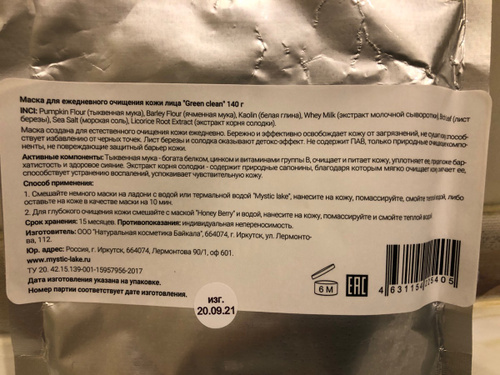 Маска для ежедневного очищения кожи лица "Green clean" 140 г
INCI: Pumpkin Flour (тыквенная мука), Barley Flour (ячменная мука), Kaolin (белая глина), Whey Milk (экстракт молочной сыворотки), (лист
березы), Sea Salt (морская соль), Licorice Root Extract (экстракт корня солодки).
Маска создана для естественного очищения кожи ежедневно. Бережно и эффективно освобождает кожу от загрязнений, не
ствует избавлению от черных точек. Лист березы и солодка оказывают детокс-эффект. Не содержит ПАВ, только природные
ненты, не повреждающие защитный барьер кожи.
Активные компоненты: Тыквенная мука - богата белком, цинком и витаминами группы В, очищает и питает кожу, уплотняет ее,
хатистость и здоровое сияние. Экстракт корня солодки - содержит природные сапонины, благодаря которым мягко очищает
способствует устранению воспалений, успокаивает чувствительную кожу.
Способ применения:
1. Смешайте немного маски на ладони с водой или термальной водой "Mystic lake", нанесите на кожу, помассируйте, смойте либо
оставьте на коже в качестве маски на 10 мин.
2. Для глубокого очищения кожи смешайте с маской "Honey Berry" и водой, нанесите на кожу, помассируйте и смойте теплой водой
Срок хранения: 15 месяцев. Противопоказания: индивидуальная непереносимость.
Изготовитель: ООО "Натуральная косметика Байкала", 664074, г. Иркутск, ул. Лермонто-
ва, 112.
Юр. адрес: Россия, г. Иркутск, 664074, Лермонтова 90/1, оф 601.
www.mystic-lake.ru
ТУ 20. 42.15.139-001-15957956-2017
Дата изготовления указана на упаковке.
Номер партии соответствует дате изготовления.
6 M
EAC
изг.
20.09.21